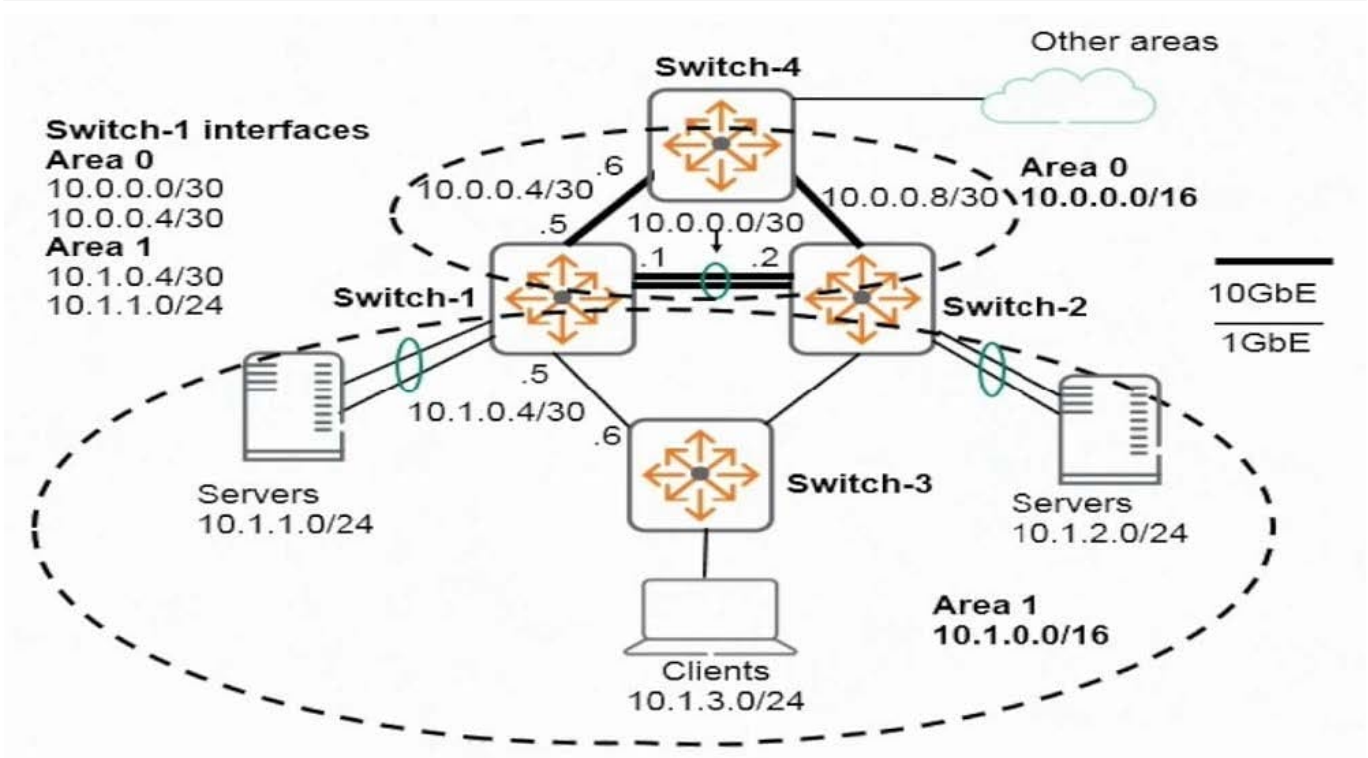 Other areas
Switch-4
Switch-1 interfaces
Area 0
10.0.0.0/30
10.0.0.4/30
Area 1
10.1.0.4/30
10.1.1.0/24
.6
10.0.0.4/30
10.0.0.8/30
Area 0
10.0.0.0/16
.5
10.0.0.0/30
.1
.2
Switch-1
Switch-2
10GbE
1GbE
.5
10.1.0.4/30
.6
Switch-3
Servers
10.1.1.0/24
Servers
10.1.2.0/24
Area 1
10.1.0.0/16
Clients
10.1.3.0/24